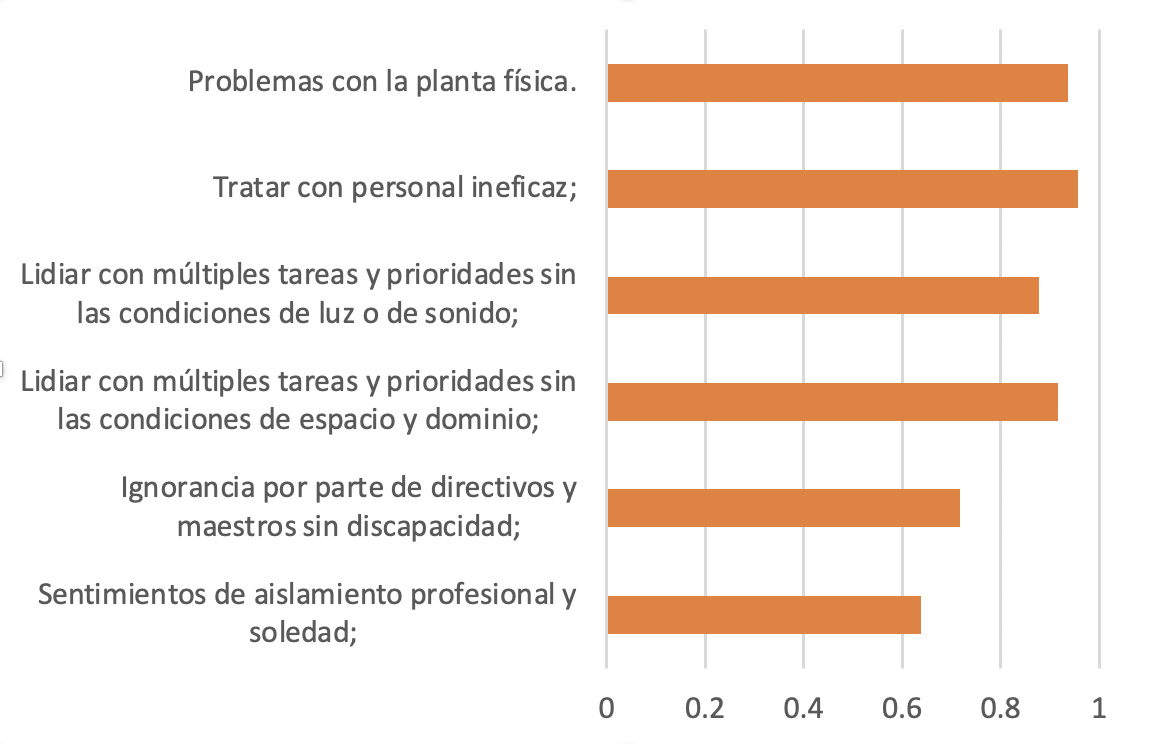 Problemas con la planta física.
Tratar con personal ineficaz;
Lidiar con múltiples tareas y prioridades sin
las condiciones de luz o de sonido;
Lidiar con múltiples tareas y prioridades sin
las condiciones de espacio y dominio;
Ignorancia por parte de directivos y
maestros sin discapacidad;
Sentimientos de aislamiento profesional y
soledad;
0 0.2 0.4 0.6 0.8 1